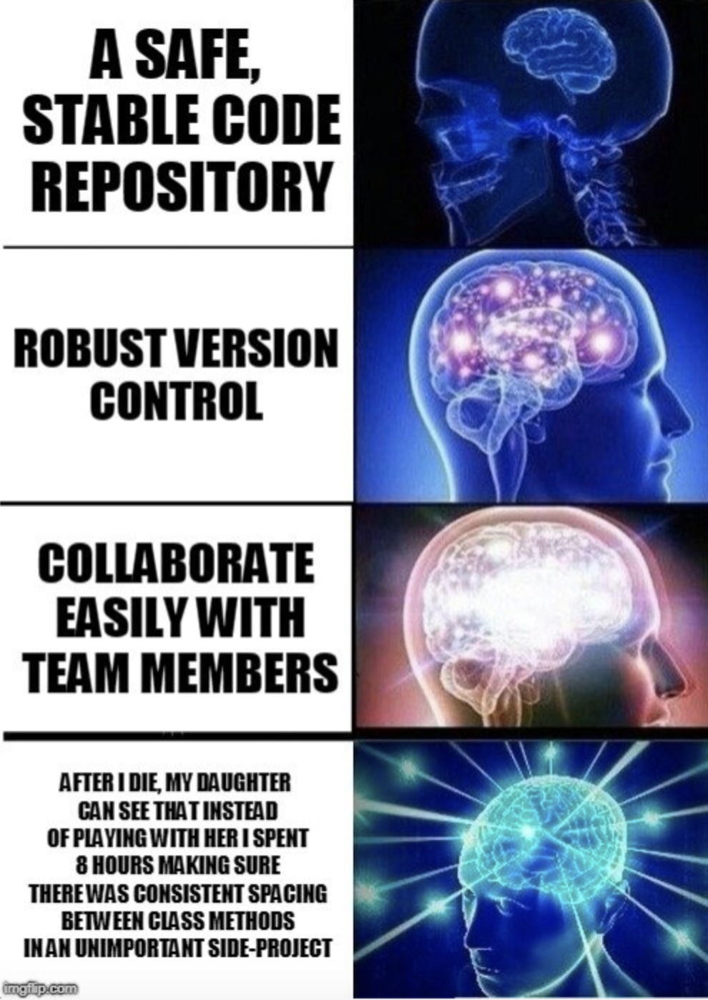 A SAFE,
STABLE CODE
REPOSITORY
ROBUST VERSION
CONTROL
COLLABORATE
EASILY WITH
TEAM MEMBERS
AFTER I DIE, MY DAUGHTER
CAN SEE THAT INSTEAD
OF PLAYING WITH HER I SPENT
8 HOURS MAKING SURE
THERE WAS CONSISTENT SPACING
BETWEEN CLASS METHODS
IN AN UNIMPORTANT SIDE-PROJECT
imgflip.com